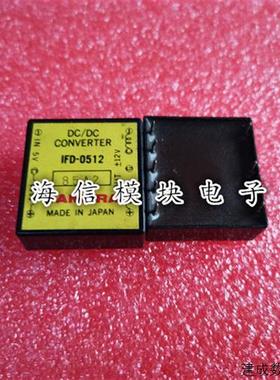 DC/DC
CONVERTER
IFD-0512
IN 5V
±12V
海信模块电子
MADE IN JAPAN